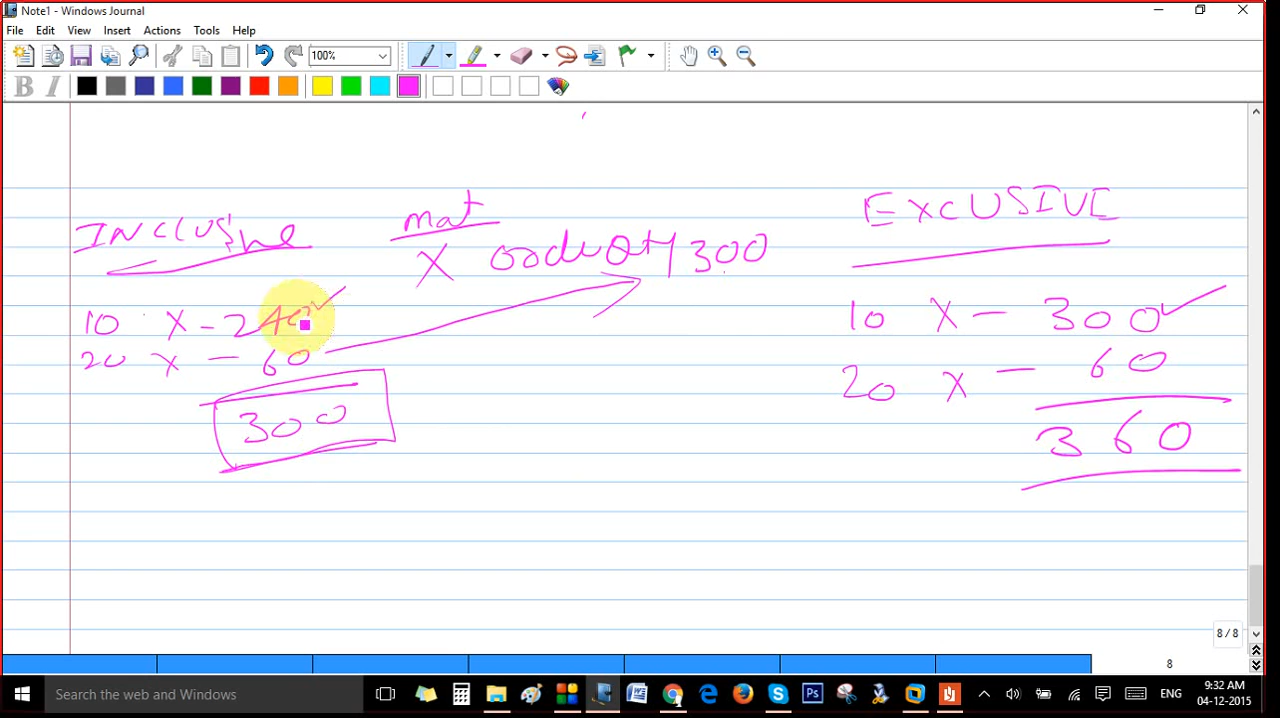 Note1 - Windows Journal
File Edit View Insert Actions Tools Help
100%
B I
INCLUSIVE
mat
X order Qty 300
EXCUSIVE
10 X - 240
20 X - 60
300
10 X - 300
20 X - 60
360
8 / 8
8
Search the web and Windows
ENG
9:32 AM
04-12-2015